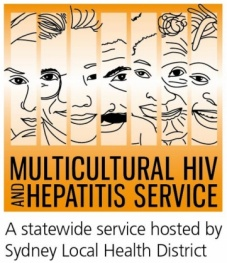 MULTICULTURAL HIV
AND HEPATITIS SERVICE
A statewide service hosted by
Sydney Local Health District